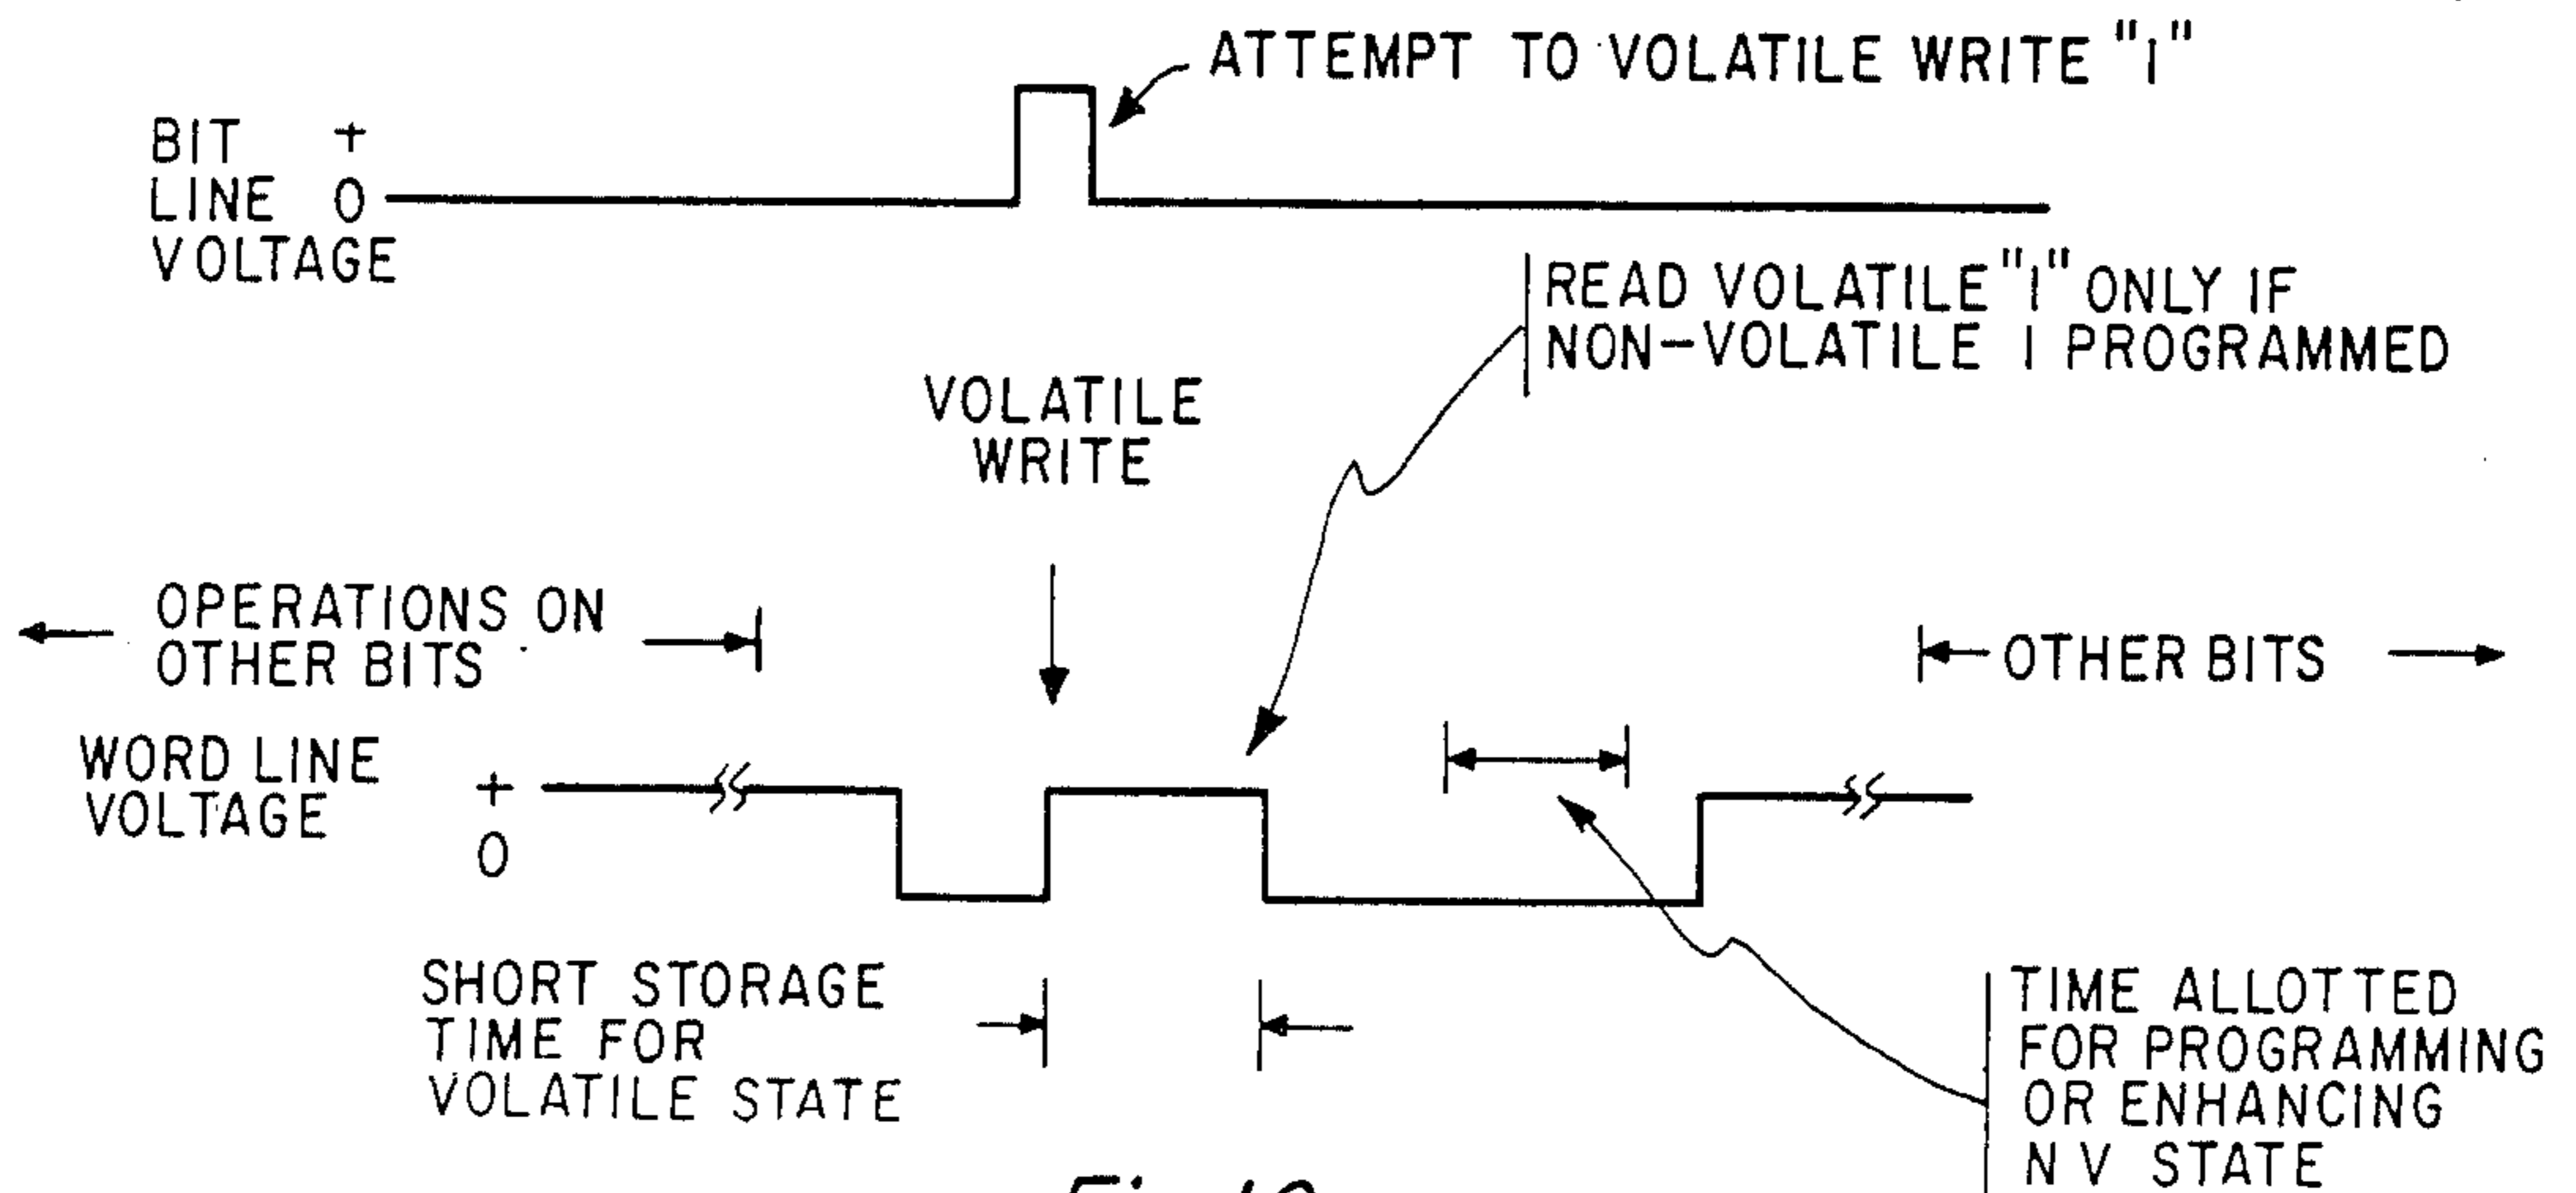 ATTEMPT TO VOLATILE WRITE "1"
BIT +
LINE 0
VOLTAGE
READ VOLATILE "1" ONLY IF
NON-VOLATILE 1 PROGRAMMED
VOLATILE
WRITE
OPERATIONS ON
OTHER BITS
OTHER BITS
WORD LINE
VOLTAGE
+
0
SHORT STORAGE
TIME FOR
VOLATILE STATE
TIME ALLOTTED
FOR PROGRAMMING
OR ENHANCING
NV STATE